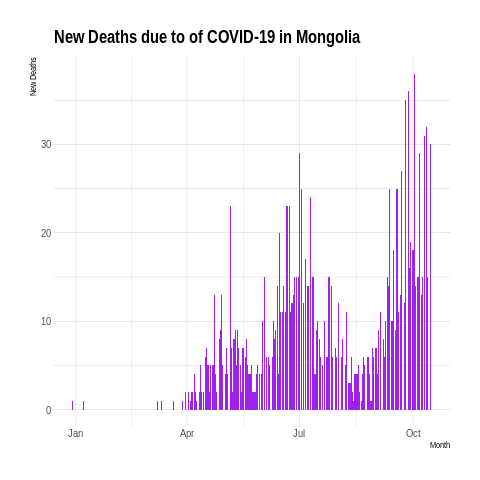 New Deaths due to of COVID-19 in Mongolia
New Deaths
30
20
10
0
Jan Apr Jul Oct
Month